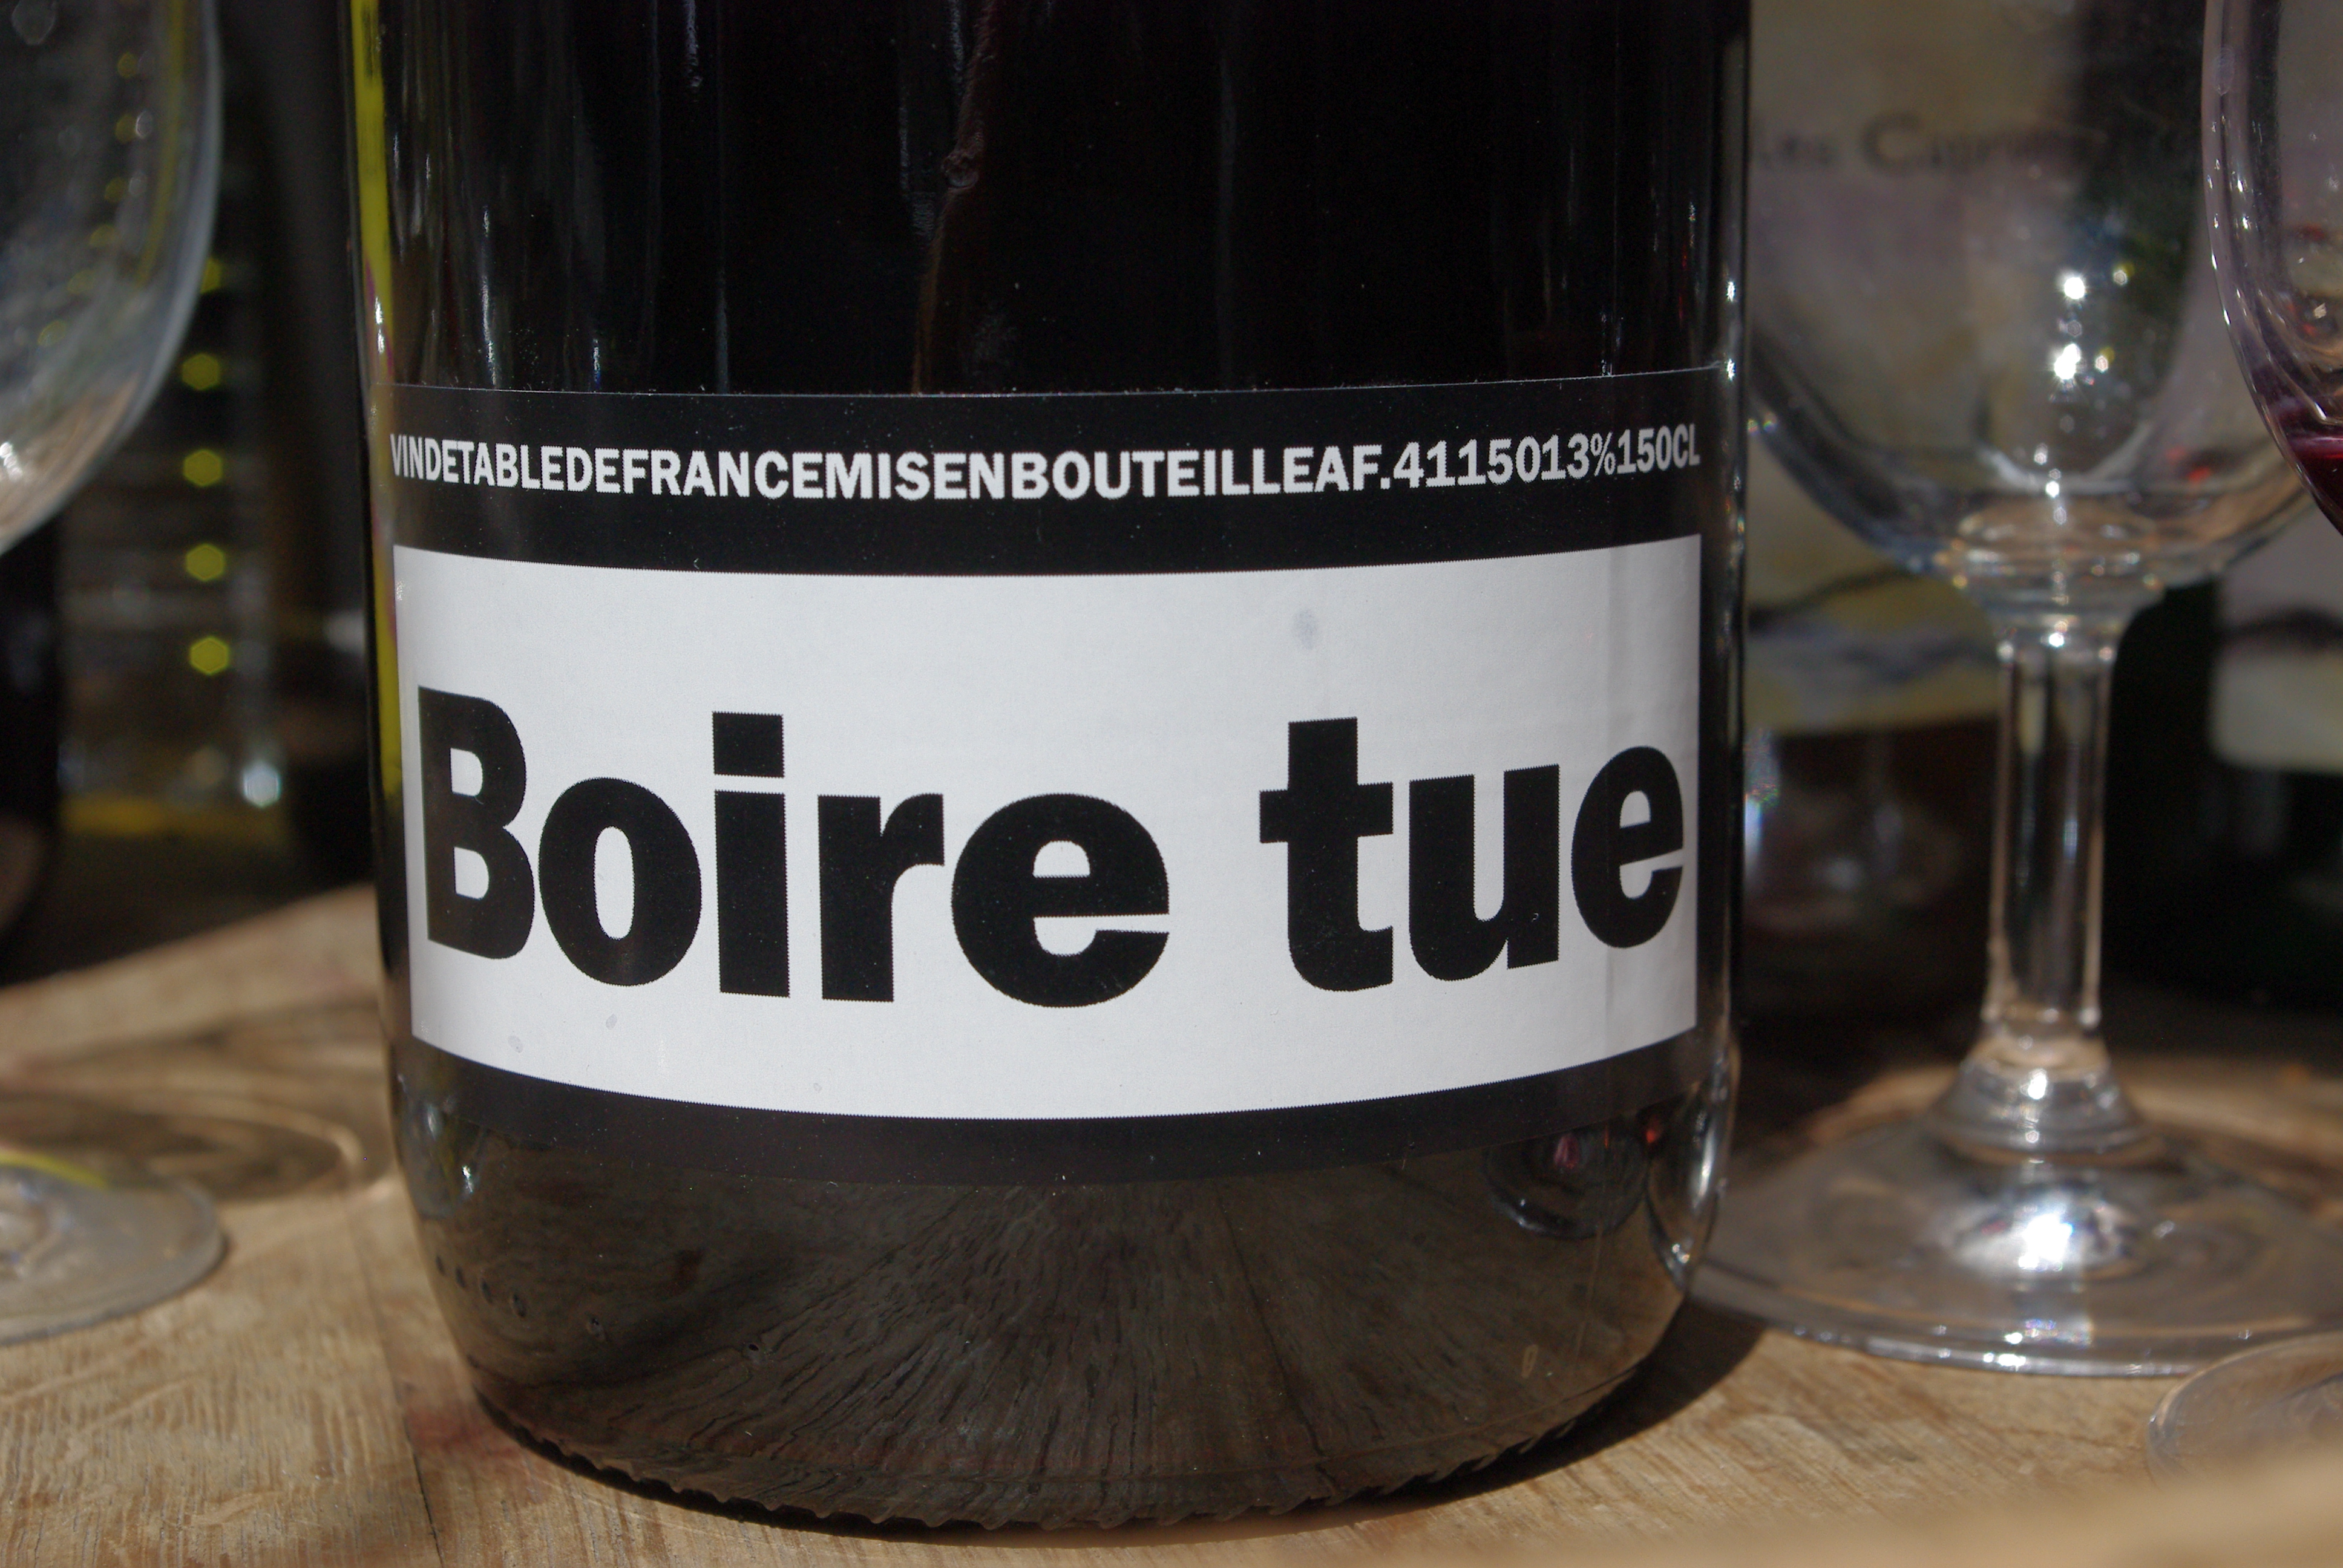 VINDETABLEDEFRANCEMISENBOUTEILLEAF.4115013%150CL
Boire tue